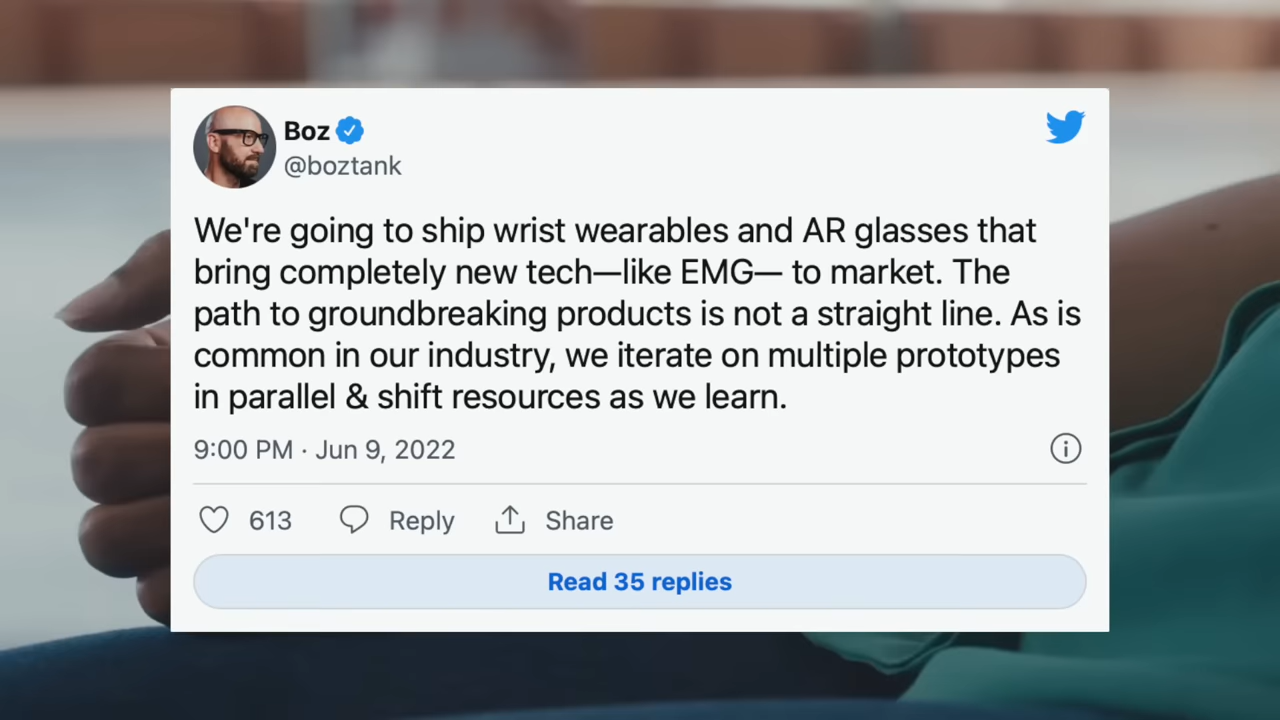 Boz
@boztank
We're going to ship wrist wearables and AR glasses that
bring completely new tech—like EMG— to market. The
path to groundbreaking products is not a straight line. As is
common in our industry, we iterate on multiple prototypes
in parallel & shift resources as we learn.
9:00 PM · Jun 9, 2022
613 Reply Share
Read 35 replies